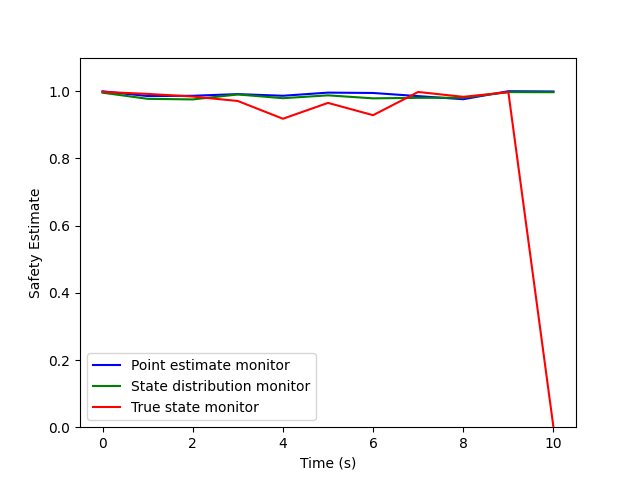 1.0
0.8
0.6
0.4
0.2
0.0
Safety Estimate
Point estimate monitor
State distribution monitor
True state monitor
0 2 4 6 8 10
Time (s)